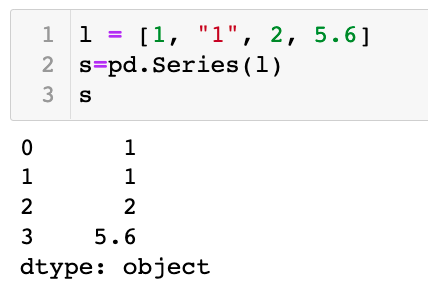 1 l = [1, "1", 2, 5.6]
2 s=pd.Series(l)
3 s
0 1
1 1
2 2
3 5.6
dtype: object